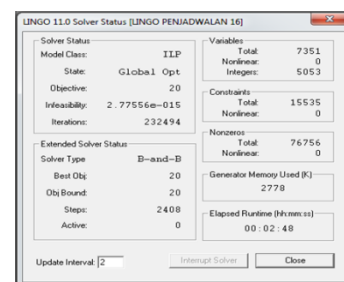 LINGO 11.0 Solver Status [LINGO PENJADWALAN 16]
Solver Status
Model Class: ILP
State: Global Opt
Objective: 20
Infeasibility: 2.77556e-015
Iterations: 232494
Extended Solver Status
Solver Type B-and-B
Best Obj: 20
Obj Bound: 20
Steps: 2408
Active: 0
Variables
Total: 7351
Nonlinear: 0
Integers: 5053
Constraints
Total: 15535
Nonlinear: 0
Nonzeros
Total: 76756
Nonlinear: 0
Generator Memory Used (K)
2778
Elapsed Runtime (hh:mm:ss)
00:02:48
Update Interval: 2
Interrupt Solver
Close